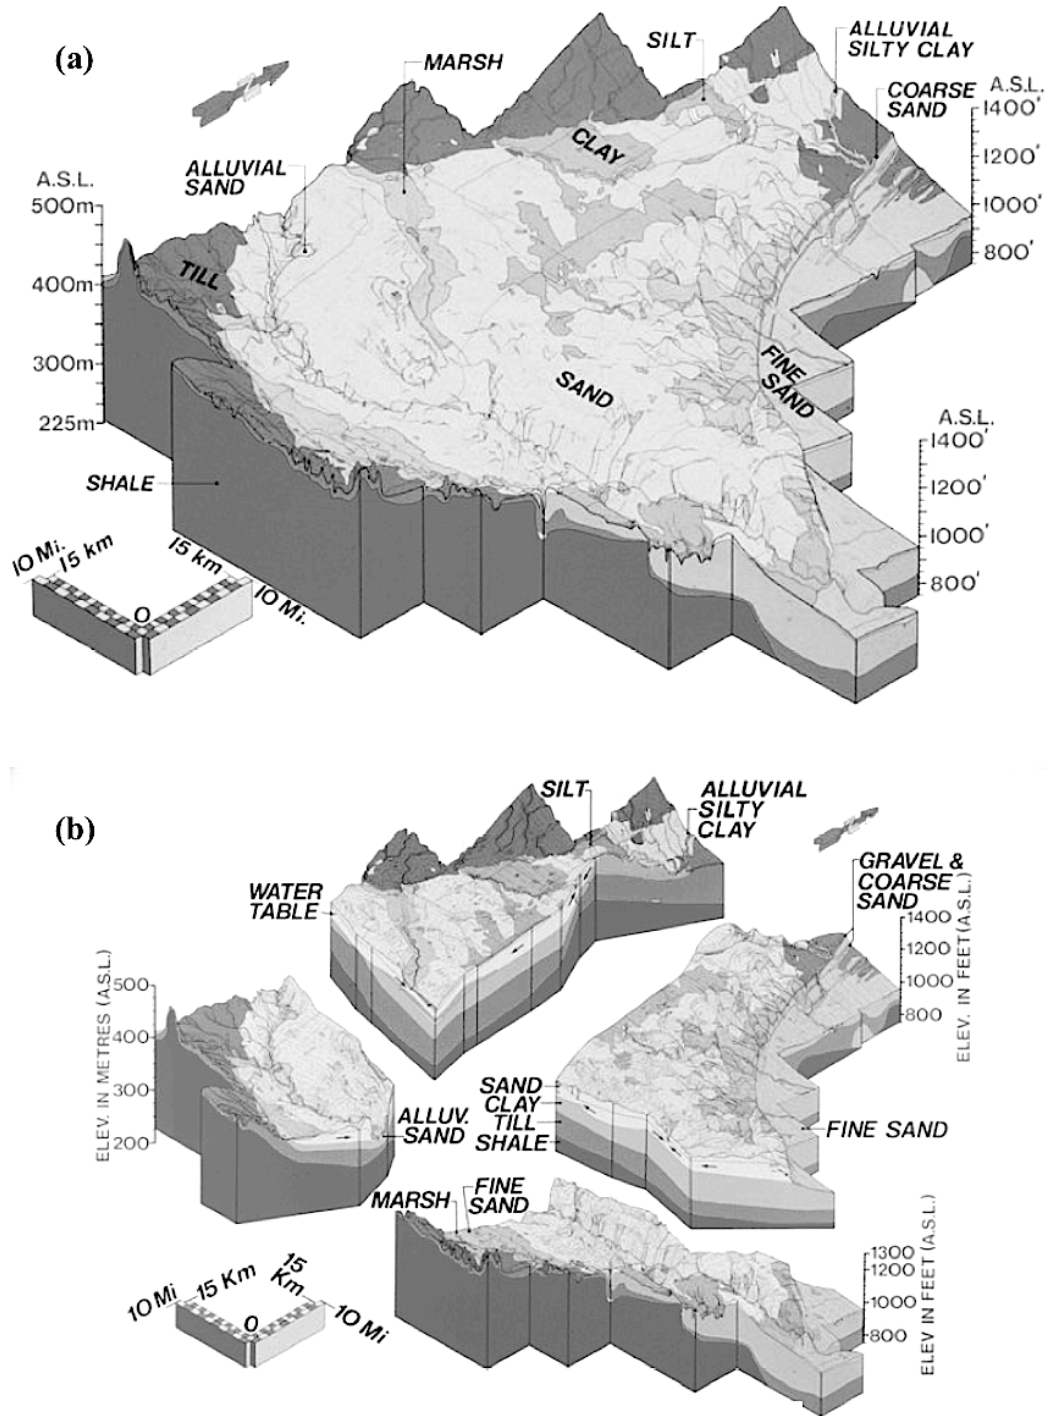 (a)
MARSH
SILT
ALLUVIAL
SILTY CLAY
COARSE
SAND
A.S.L.
1400'
1200'
1000'
800'
CLAY
ALLUVIAL
SAND
A.S.L.
500m
400m
300m
225m
TILL
SAND
FINE
SAND
SHALE
A.S.L.
1400'
1200'
1000'
800'
10 Mi.
15 km
0
15 km
10 Mi.
(b)
SILT
ALLUVIAL
SILTY
CLAY
WATER
TABLE
GRAVEL &
COARSE
SAND
ELEV. IN FEET (A.S.L.)
1400
1200
1000
800
ELEV. IN METRES (A.S.L.)
500
400
300
200
ALLUV.
SAND
SAND
CLAY
TILL
SHALE
FINE SAND
MARSH
FINE
SAND
ELEV IN FEET (A.S.L.)
1300
1200
1000
800
10 Mi
15 Km
0
15
Km
10 Mi